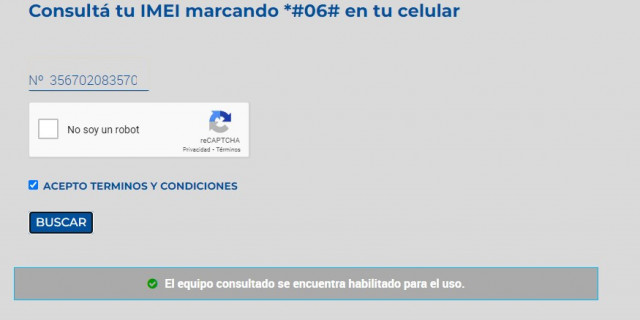 Consultá tu IMEI marcando *#06# en tu celular
Nº 356702083570
No soy un robot
reCAPTCHA
Privacidad - Términos
ACEPTO TERMINOS Y CONDICIONES
BUSCAR
El equipo consultado se encuentra habilitado para el uso.